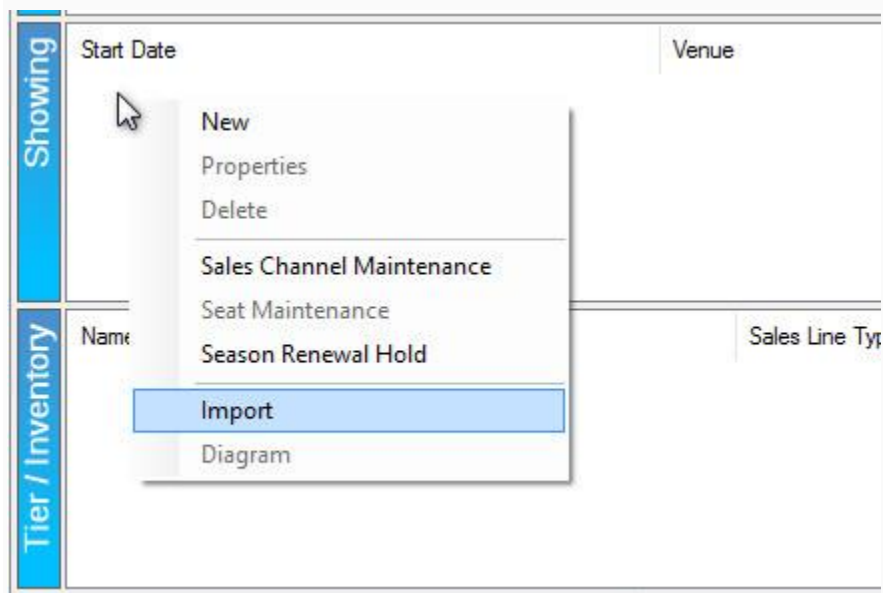 Showing
Start Date Venue
New
Properties
Delete
Sales Channel Maintenance
Seat Maintenance
Season Renewal Hold
Import
Diagram
Tier / Inventory
Name Sales Line Typ